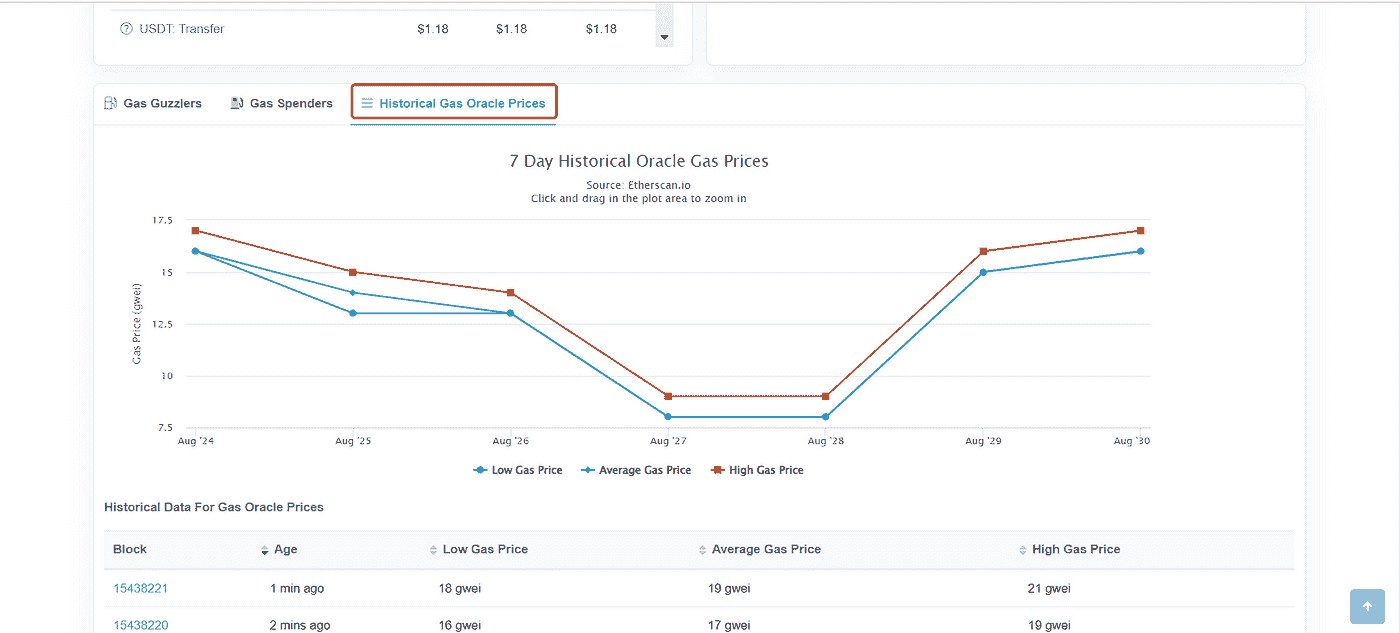 USDT: Transfer $1.18 $1.18 $1.18
Gas Guzzlers Gas Spenders Historical Gas Oracle Prices
7 Day Historical Oracle Gas Prices
Source: Etherscan.io
Click and drag in the plot area to zoom in
17.5
15
12.5
10
7.5
Gas Price (gwei)
Aug '24 Aug '25 Aug '26 Aug '27 Aug '28 Aug '29 Aug '30
Low Gas Price Average Gas Price High Gas Price
Historical Data For Gas Oracle Prices
Block Age Low Gas Price Average Gas Price High Gas Price
15438221 1 min ago 18 gwei 19 gwei 21 gwei
15438220 2 mins ago 16 gwei 17 gwei 19 gwei